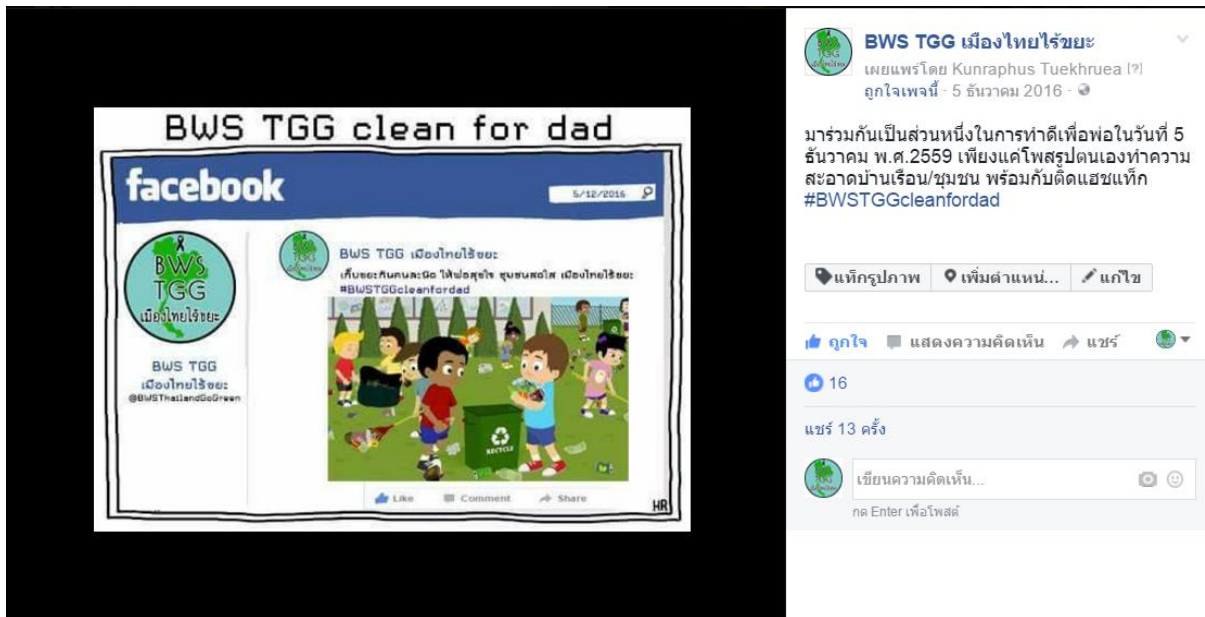 BWS TGG clean for dad
facebook
5/12/2016
BWS
TGG
เมืองไทยไร้ขยะ
BWS TGG
เมืองไทยไร้ขยะ
@BWSThailandGoGreen
BWS TGG เมืองไทยไร้ขยะ
เก็บขยะกันคนละนิด ให้พ่อสุขใจ ชุมชนสดใส เมืองไทยไร้ขยะ
#BWSTGGcleanfordad
RECYCLE
Like Comment Share
HR
BWS TGG เมืองไทยไร้ขยะ
เผยแพร่โดย Kunraphus Tuekhruea [?]
ถูกใจเพจนี้ · 5 ธันวาคม 2016 ·
มาร่วมกันเป็นส่วนหนึ่งในการทำดีเพื่อพ่อในวันที่ 5
ธันวาคม พ.ศ.2559 เพียงแค่โพสรูปตนเองทำความ
สะอาดบ้านเรือน/ชุมชน พร้อมกับติดแฮชแท็ก
#BWSTGGcleanfordad
แท็กรูปภาพ เพิ่มตำแหน่... แก้ไข
ถูกใจ แสดงความคิดเห็น แชร์
16
แชร์ 13 ครั้ง
เขียนความคิดเห็น...
กด Enter เพื่อโพสต์